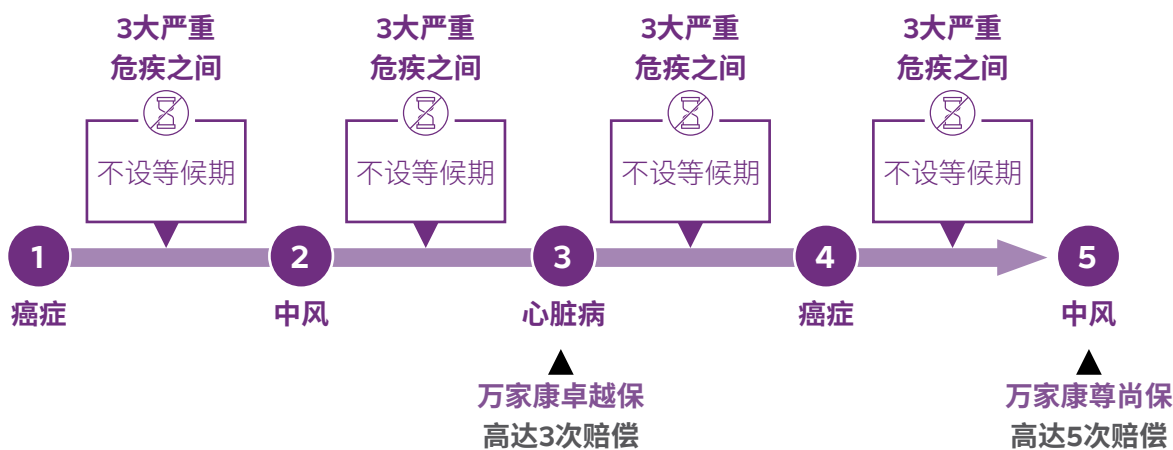 3大严重
危疾之间
不设等候期
3大严重
危疾之间
不设等候期
3大严重
危疾之间
不设等候期
3大严重
危疾之间
不设等候期
1
癌症
2
中风
3
心脏病
4
癌症
5
中风
万家康卓越保
高达3次赔偿
万家康尊尚保
高达5次赔偿